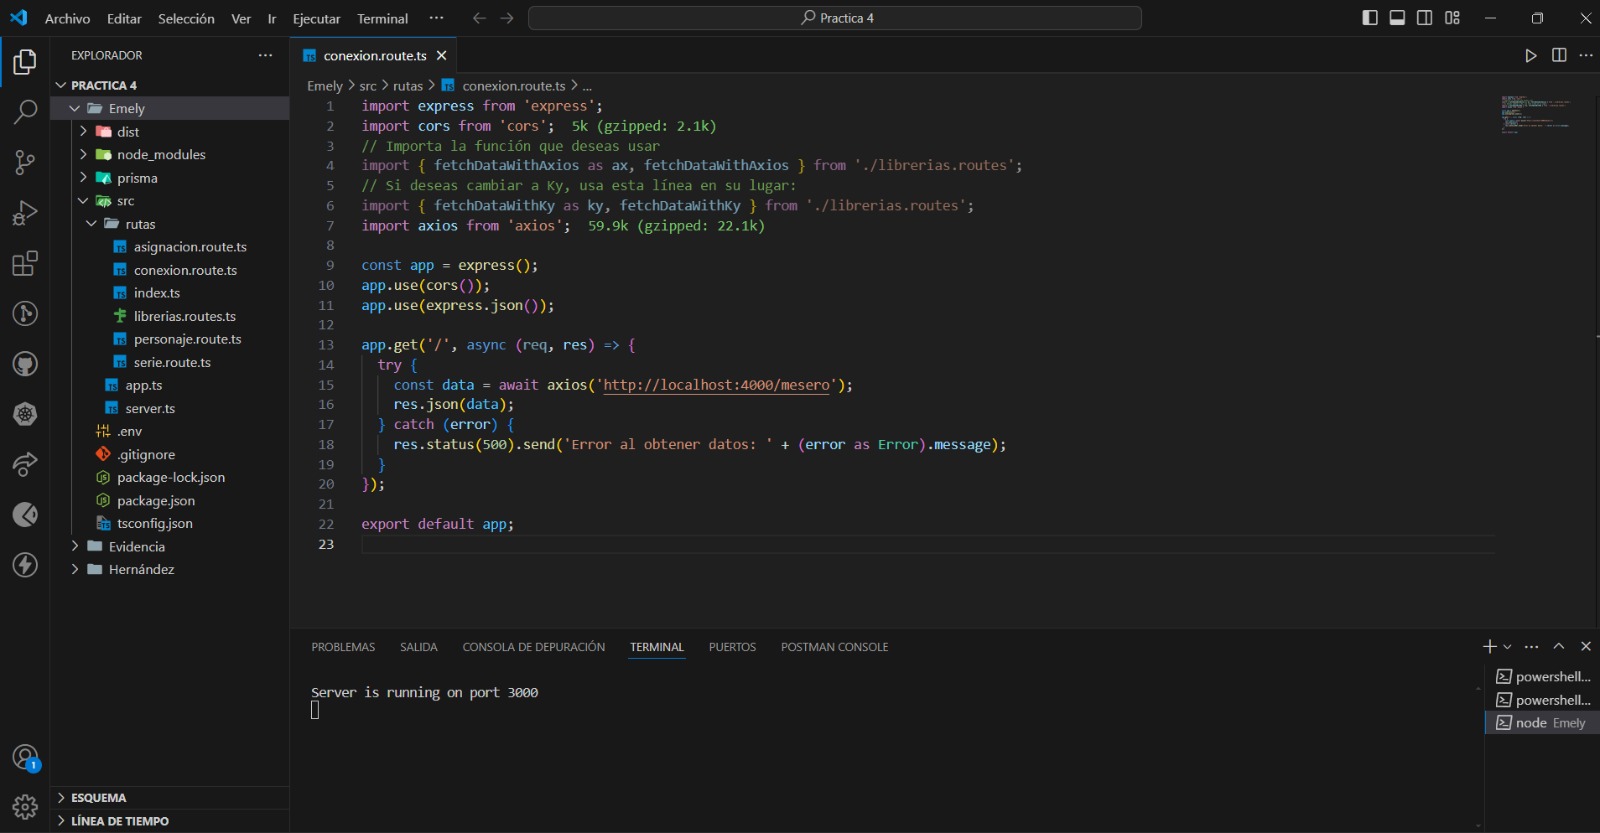 Archivo Editar Selección Ver Ir Ejecutar Terminal ··· Practica 4
EXPLORADOR ···
PRACTICA 4
Emely
dist
node_modules
prisma
src
rutas
asignacion.route.ts
conexion.route.ts
index.ts
librerias.routes.ts
personaje.route.ts
serie.route.ts
app.ts
server.ts
.env
.gitignore
package-lock.json
package.json
tsconfig.json
Evidencia
Hernández
ESQUEMA
LÍNEA DE TIEMPO
1
conexion.route.ts
Emely > src > rutas > conexion.route.ts > ...
1 import express from 'express';
2 import cors from 'cors';  5k (gzipped: 2.1k)
3 // Importa la función que deseas usar
4 import { fetchDataWithAxios as ax, fetchDataWithAxios } from './librerias.routes';
5 // Si deseas cambiar a Ky, usa esta línea en su lugar:
6 import { fetchDataWithKy as ky, fetchDataWithKy } from './librerias.routes';
7 import axios from 'axios';  59.9k (gzipped: 22.1k)
8
9 const app = express();
10 app.use(cors());
11 app.use(express.json());
12
13 app.get('/', async (req, res) => {
14   try {
15     const data = await axios('http://localhost:4000/mesero');
16     res.json(data);
17   } catch (error) {
18     res.status(500).send('Error al obtener datos: ' + (error as Error).message);
19   }
20 });
21
22 export default app;
23
PROBLEMAS SALIDA CONSOLA DE DEPURACIÓN TERMINAL PUERTOS POSTMAN CONSOLE
Server is running on port 3000
powershell...
powershell...
node Emely